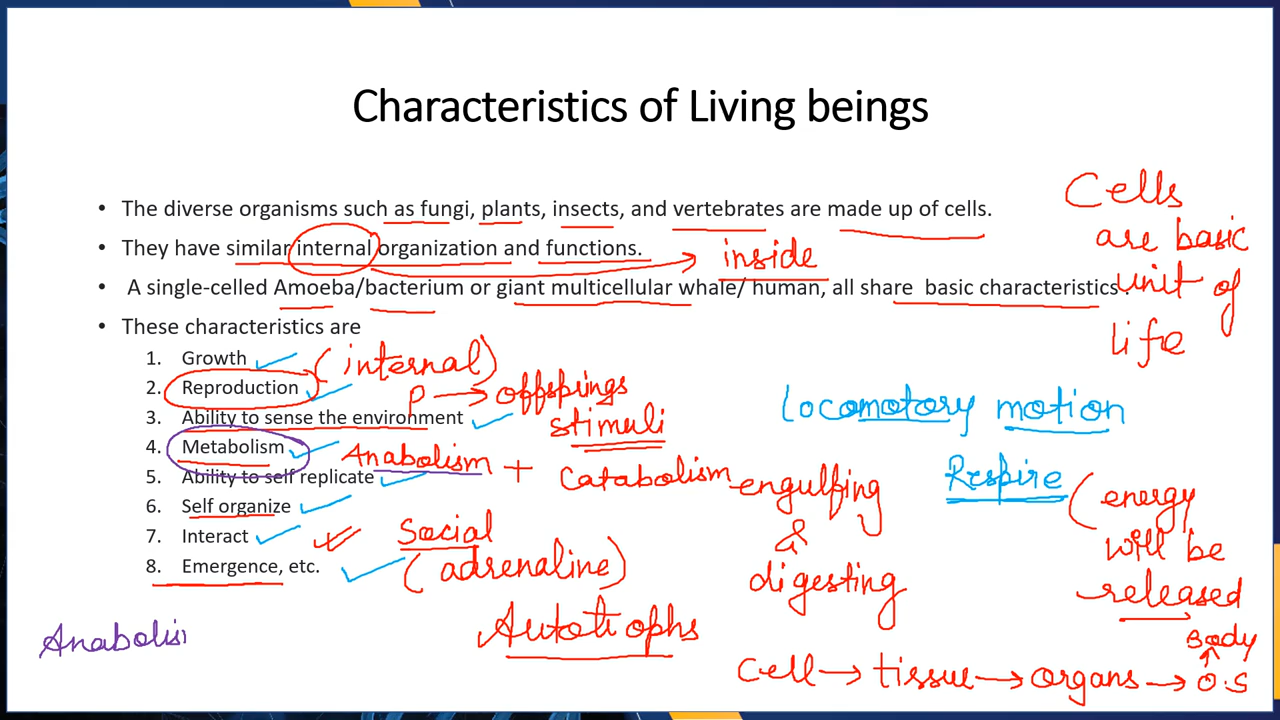 Characteristics of Living beings
• The diverse organisms such as fungi, plants, insects, and vertebrates are made up of cells.
• They have similar internal organization and functions.
inside
• A single-celled Amoeba/bacterium or giant multicellular whale/ human, all share basic characteristics.
Cells
are basic
unit of
life
• These characteristics are
1. Growth
(internal)
2. Reproduction
P → offsprings
3. Ability to sense the environment
stimuli
4. Metabolism
Anabolism + Catabolism
5. Ability to self replicate
6. Self organize
7. Interact
Social
8. Emergence, etc.
(adrenaline)
Locomotory motion
Respire (energy
will be
released
engulfing
&
digesting
Autotrophs
Anabolis
Cell → tissue → organs → O.S
Body